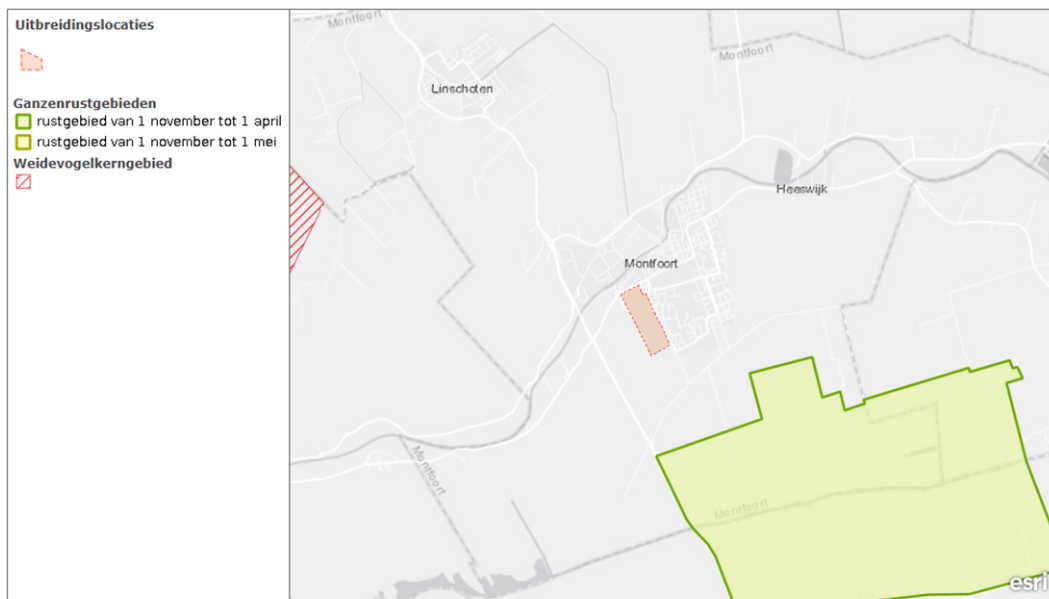 Uitbreidingslocaties
Ganzenrustgebieden
rustgebied van 1 november tot 1 april
rustgebied van 1 november tot 1 mei
Weidevogelkerngebied
Montfoort
Montfoort
Linschoten
Heeswijk
Montfoort
Montfoort
Montfoort
esri